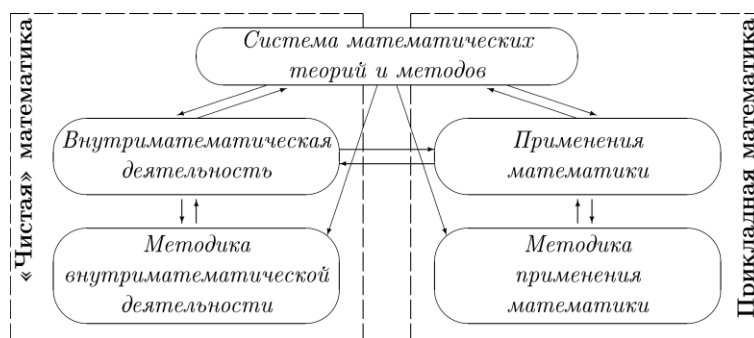 Система математических
теорий и методов
«Чистая» математика
Внутриматематическая
деятельность
Применения
математики
Методика
внутриматематической
деятельности
Методика
применения
математики
Прикладная математика